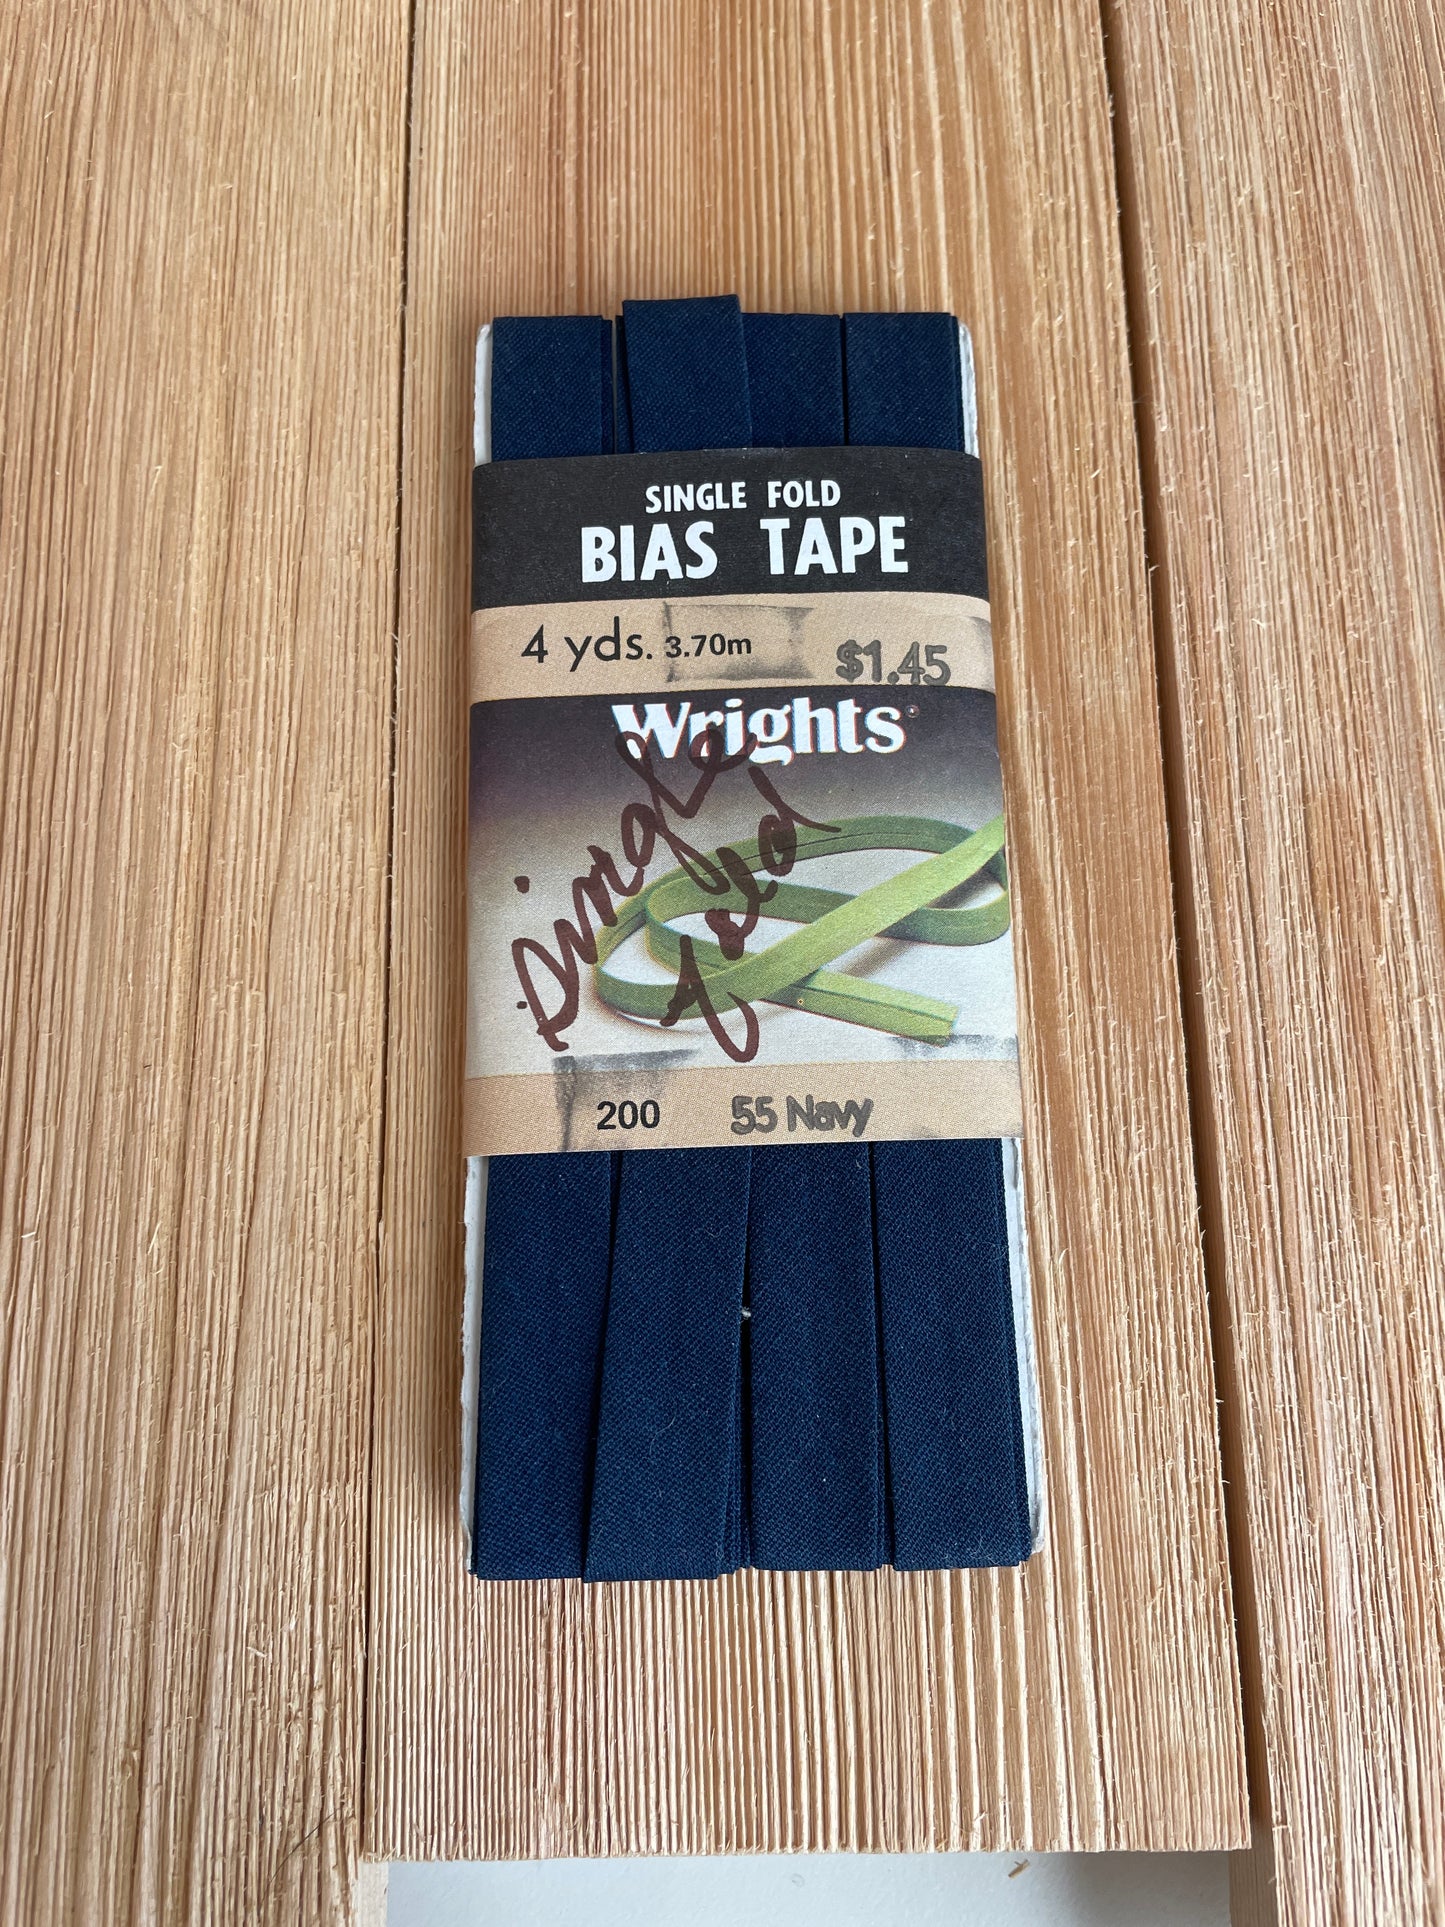 SINGLE FOLD
BIAS TAPE
4 yds. 3.70m $1.45
Wrights®
Single
fold
200 55 Navy